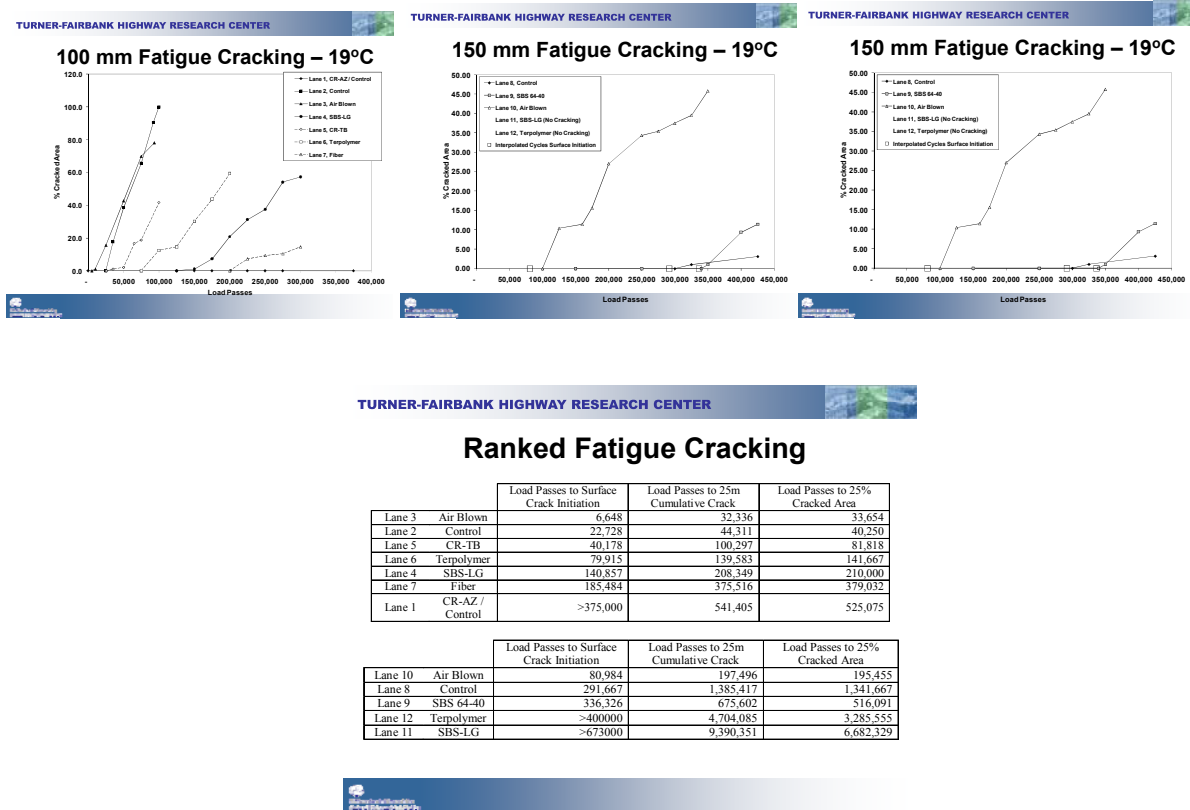 TURNER-FAIRBANK HIGHWAY RESEARCH CENTER
100 mm Fatigue Cracking – 19ºC
120.0
100.0
80.0
60.0
40.0
20.0
0.0
% Cracked Area
Lane 1, CR-AZ / Control
Lane 2, Control
Lane 3, Air Blown
Lane 4, SBS-LG
Lane 5, CR-TB
Lane 6, Terpolymer
Lane 7, Fiber
- 50,000 100,000 150,000 200,000 250,000 300,000 350,000 400,000
Load Passes
TURNER-FAIRBANK HIGHWAY RESEARCH CENTER
150 mm Fatigue Cracking – 19ºC
50.00
45.00
40.00
35.00
30.00
25.00
20.00
15.00
10.00
5.00
0.00
% Cracked Area
Lane 8, Control
Lane 9, SBS 64-40
Lane 10, Air Blown
Lane 11, SBS-LG (No Cracking)
Lane 12, Terpolymer (No Cracking)
Interpolated Cycles Surface Initiation
- 50,000 100,000 150,000 200,000 250,000 300,000 350,000 400,000 450,000
Load Passes
TURNER-FAIRBANK HIGHWAY RESEARCH CENTER
150 mm Fatigue Cracking – 19ºC
50.00
45.00
40.00
35.00
30.00
25.00
20.00
15.00
10.00
5.00
0.00
% Cracked Area
Lane 8, Control
Lane 9, SBS 64-40
Lane 10, Air Blown
Lane 11, SBS-LG (No Cracking)
Lane 12, Terpolymer (No Cracking)
Interpolated Cycles Surface Initiation
- 50,000 100,000 150,000 200,000 250,000 300,000 350,000 400,000 450,000
Load Passes
TURNER-FAIRBANK HIGHWAY RESEARCH CENTER
Ranked Fatigue Cracking
Load Passes to Surface Load Passes to 25m Load Passes to 25%
Crack Initiation Cumulative Crack Cracked Area
Lane 3 Air Blown 6,648 32,336 33,654
Lane 2 Control 22,728 44,311 40,250
Lane 5 CR-TB 40,178 100,297 81,818
Lane 6 Terpolymer 79,915 139,583 141,667
Lane 4 SBS-LG 140,857 208,349 210,000
Lane 7 Fiber 185,484 375,516 379,032
Lane 1 CR-AZ / Control >375,000 541,405 525,075
Load Passes to Surface Load Passes to 25m Load Passes to 25%
Crack Initiation Cumulative Crack Cracked Area
Lane 10 Air Blown 80,984 197,496 195,455
Lane 8 Control 291,667 1,385,417 1,341,667
Lane 9 SBS 64-40 336,326 675,602 516,091
Lane 12 Terpolymer >400000 4,704,085 3,285,555
Lane 11 SBS-LG >673000 9,390,351 6,682,329